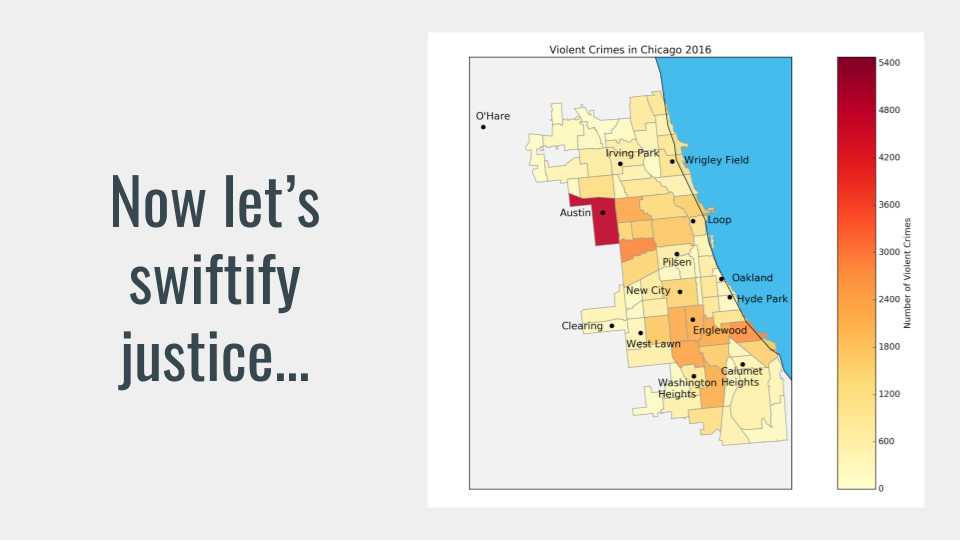 Now let’s
swiftify
justice...
Violent Crimes in Chicago 2016
O'Hare
Irving Park
Wrigley Field
Austin
Loop
Pilsen
Oakland
New City
Hyde Park
Clearing
Englewood
West Lawn
Calumet
Heights
Washington
Heights
5400
4800
4200
3600
3000
2400
1800
1200
600
0
Number of Violent Crimes